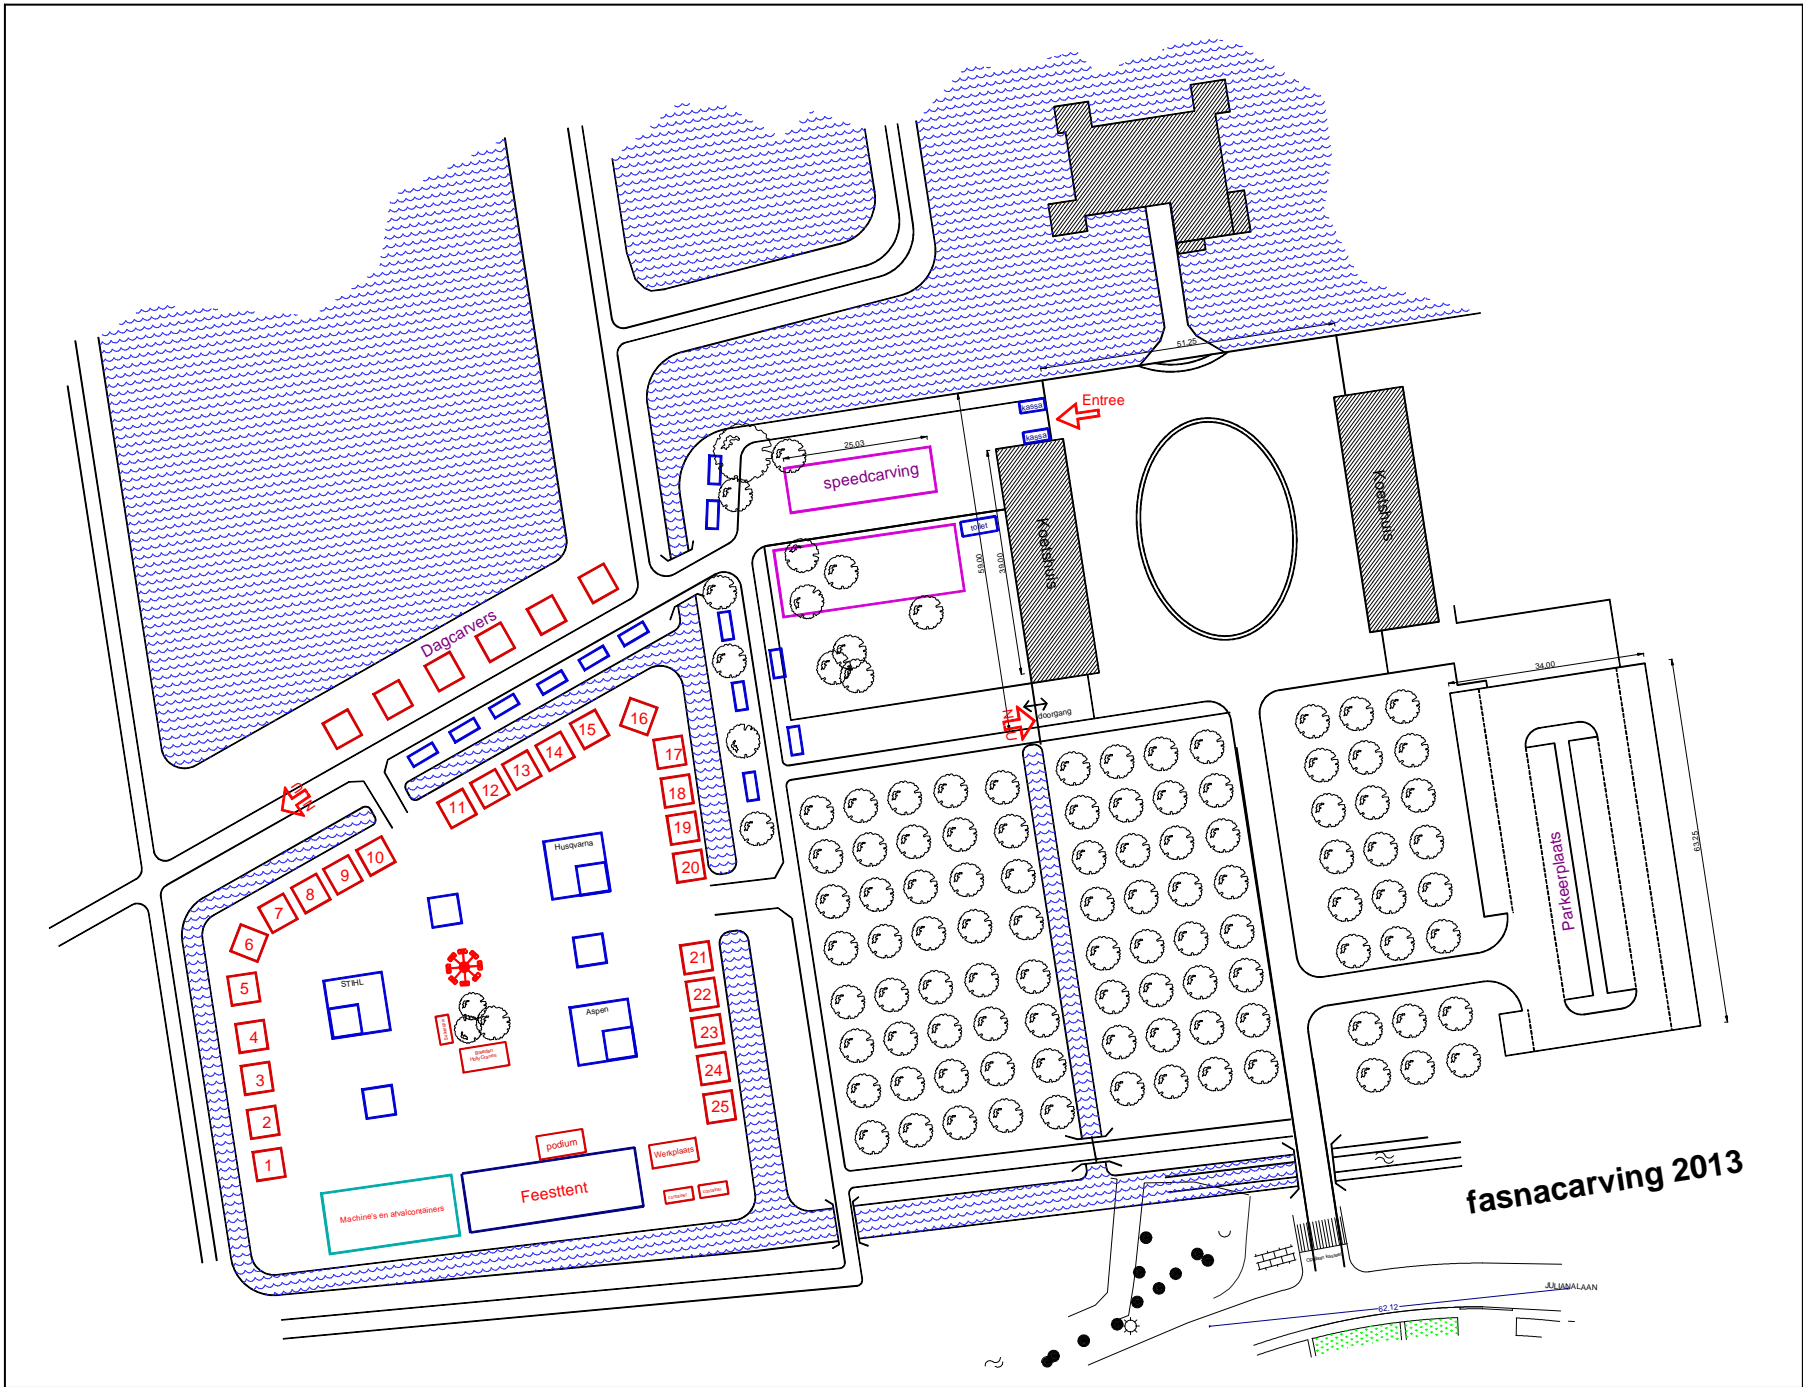 51.25
Entree
kassa
kassa
25.03
speedcarving
toilet
59.00
39.00
Koetshuis
Koetshuis
Dagcarvers
34.00
doorgang
63.25
Parkeerplaats
16
15
14
13
12
11
17
18
19
20
10
9
8
7
6
5
4
3
2
1
Husqvarna
STIHL
Aspen
21
22
23
24
25
podium
Werkplaats
Feesttent
Machine's en afvalcontainers
container
container
fasnacarving 2013
JULIANALAAN
62.12